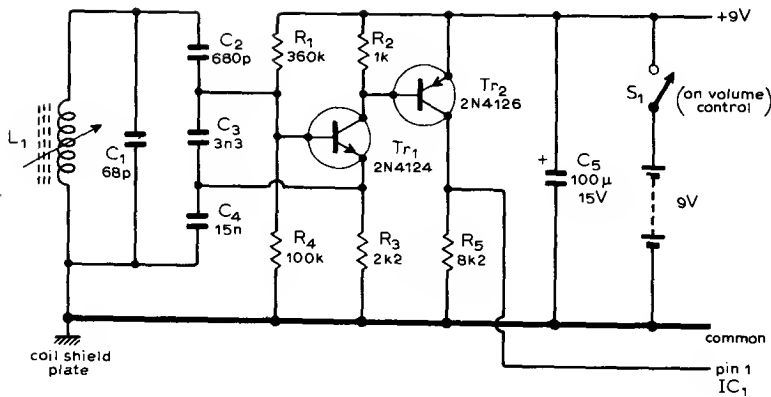 +9V
C2
680p
R1
360k
R2
1k
Tr2
2N4126
S1
(on volume
control)
L1
C1
68p
C3
3n3
Tr1
2N4124
+
C5
100µ
15V
9V
C4
15n
R4
100k
R3
2k2
R5
8k2
coil shield
plate
common
pin 1
IC1